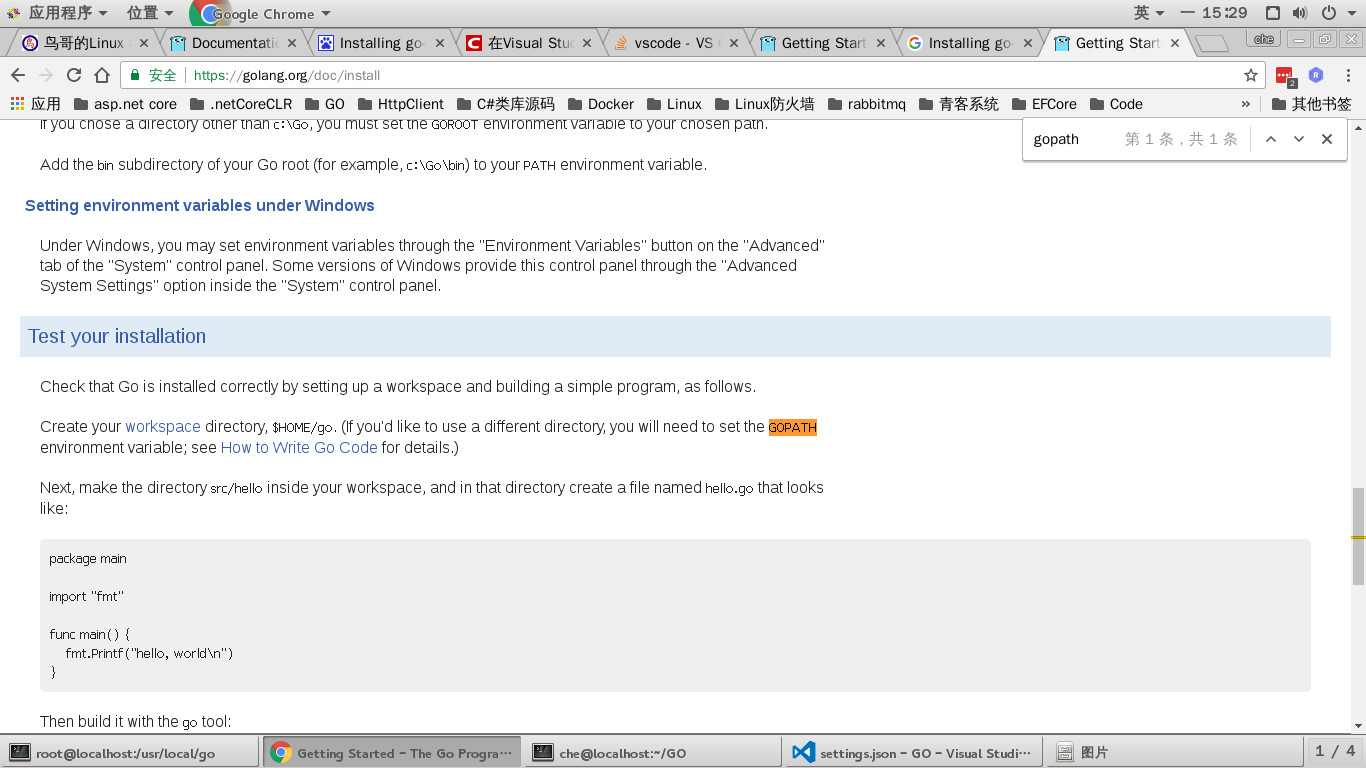 应用程序 位置 Google Chrome 英 一 15:29
鸟哥的Linux Documentatio Installing go- 在Visual Stu vscode - VS Getting Start Installing go- Getting Start che
安全 https://golang.org/doc/install 2
应用 asp.net core .netCoreCLR GO HttpClient C#类库源码 Docker Linux Linux防火墙 rabbitmq 青客系统 EFCore Code » 其他书签
gopath 第 1 条，共 1 条
If you chose a directory other than c:\Go, you must set the GOROOT environment variable to your chosen path.
Add the bin subdirectory of your Go root (for example, c:\Go\bin) to your PATH environment variable.
Setting environment variables under Windows
Under Windows, you may set environment variables through the "Environment Variables" button on the "Advanced"
tab of the "System" control panel. Some versions of Windows provide this control panel through the "Advanced
System Settings" option inside the "System" control panel.
Test your installation
Check that Go is installed correctly by setting up a workspace and building a simple program, as follows.
Create your workspace directory, $HOME/go. (If you'd like to use a different directory, you will need to set the GOPATH
environment variable; see How to Write Go Code for details.)
Next, make the directory src/hello inside your workspace, and in that directory create a file named hello.go that looks
like:
package main
import "fmt"
func main() {
fmt.Printf("hello, world\n")
}
Then build it with the go tool:
root@localhost:/usr/local/go Getting Started – The Go Progra… che@localhost:~/GO settings.json – GO – Visual Studi… 图片 1 / 4